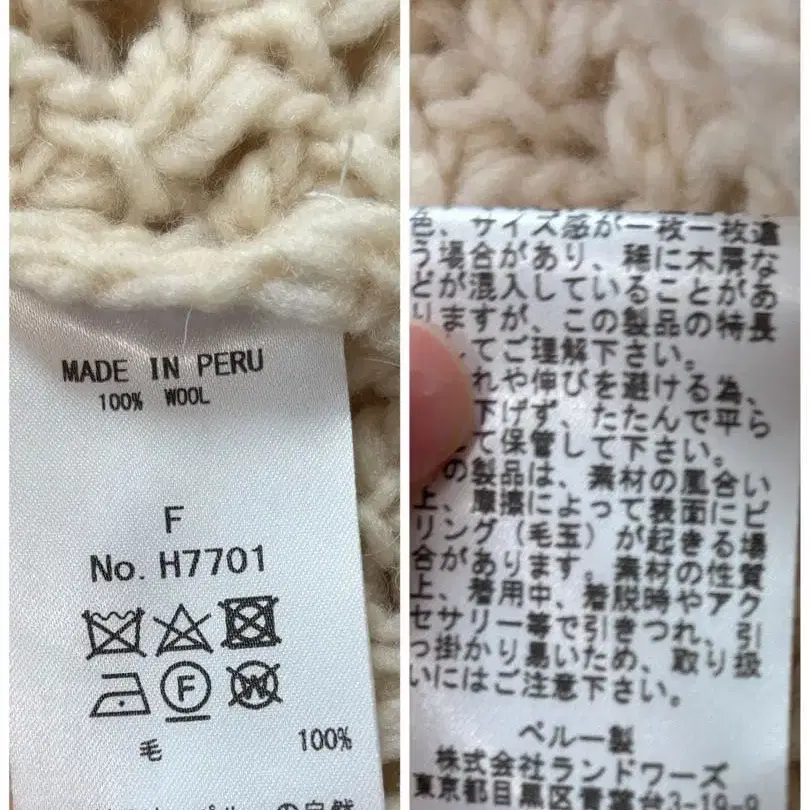 MADE IN PERU
100% WOOL
F
No. H7701
F
W
毛 100%
の自然
色、サイズ感が一枚一枚違
う場合があり、稀に木屑な
どが混入していることがあ
りますが、この製品の特長
してご理解下さい。
れや伸びを避ける為、
下げず、たたんで平ら
して保管して下さい。
の製品は、素材の風合い
上、摩擦によって表面にピ
リング(毛玉)が起きる場
合があります。素材の性質
上、着用中、着脱時やアク
セサリー等で引きつれ、引
っ掛かり易いため、取り扱
いにはご注意下さい。
ペルー製
株式会社ランドワーズ
東京都目黒区青葉台